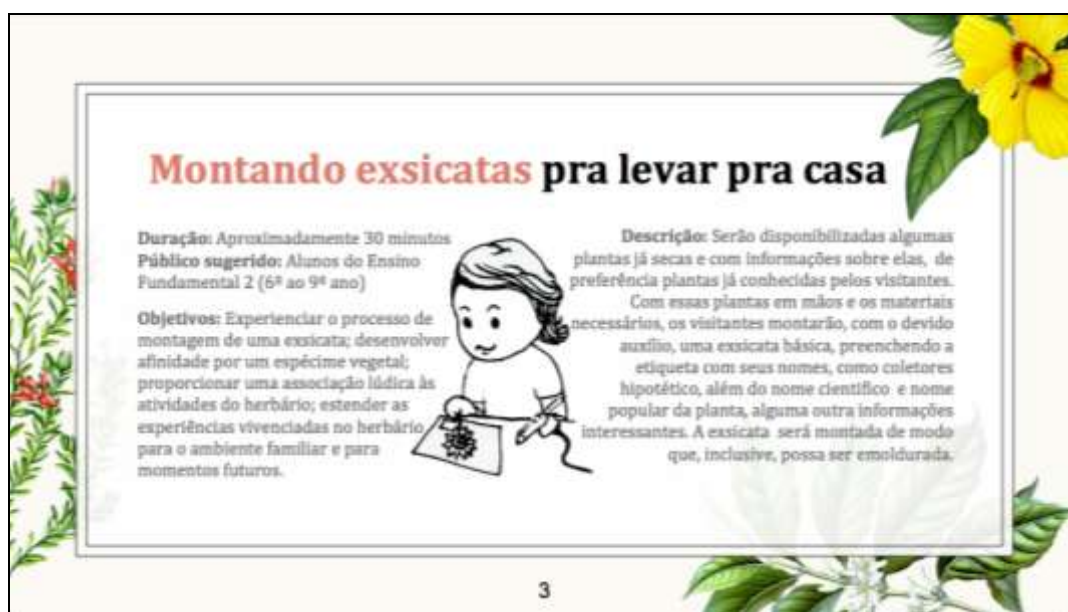 Montando exsicatas pra levar pra casa
Duração: Aproximadamente 30 minutos
Público sugerido: Alunos do Ensino
Fundamental 2 (6º ao 9º ano)
Objetivos: Experienciar o processo de
montagem de uma exsicata; desenvolver
afinidade por um espécime vegetal;
proporcionar uma associação lúdica às
atividades do herbário; estender as
experiências vivenciadas no herbário
para o ambiente familiar e para
momentos futuros.
Descrição: Serão disponibilizadas algumas
plantas já secas e com informações sobre elas, de
preferência plantas já conhecidas pelos visitantes.
Com essas plantas em mãos e os materiais
necessários, os visitantes montarão, com o devido
auxílio, uma exsicata básica, preenchendo a
etiqueta com seus nomes, como coletores
hipotético, além do nome científico e nome
popular da planta, alguma outra informações
interessantes. A exsicata será montada de modo
que, inclusive, possa ser emoldurada.
3